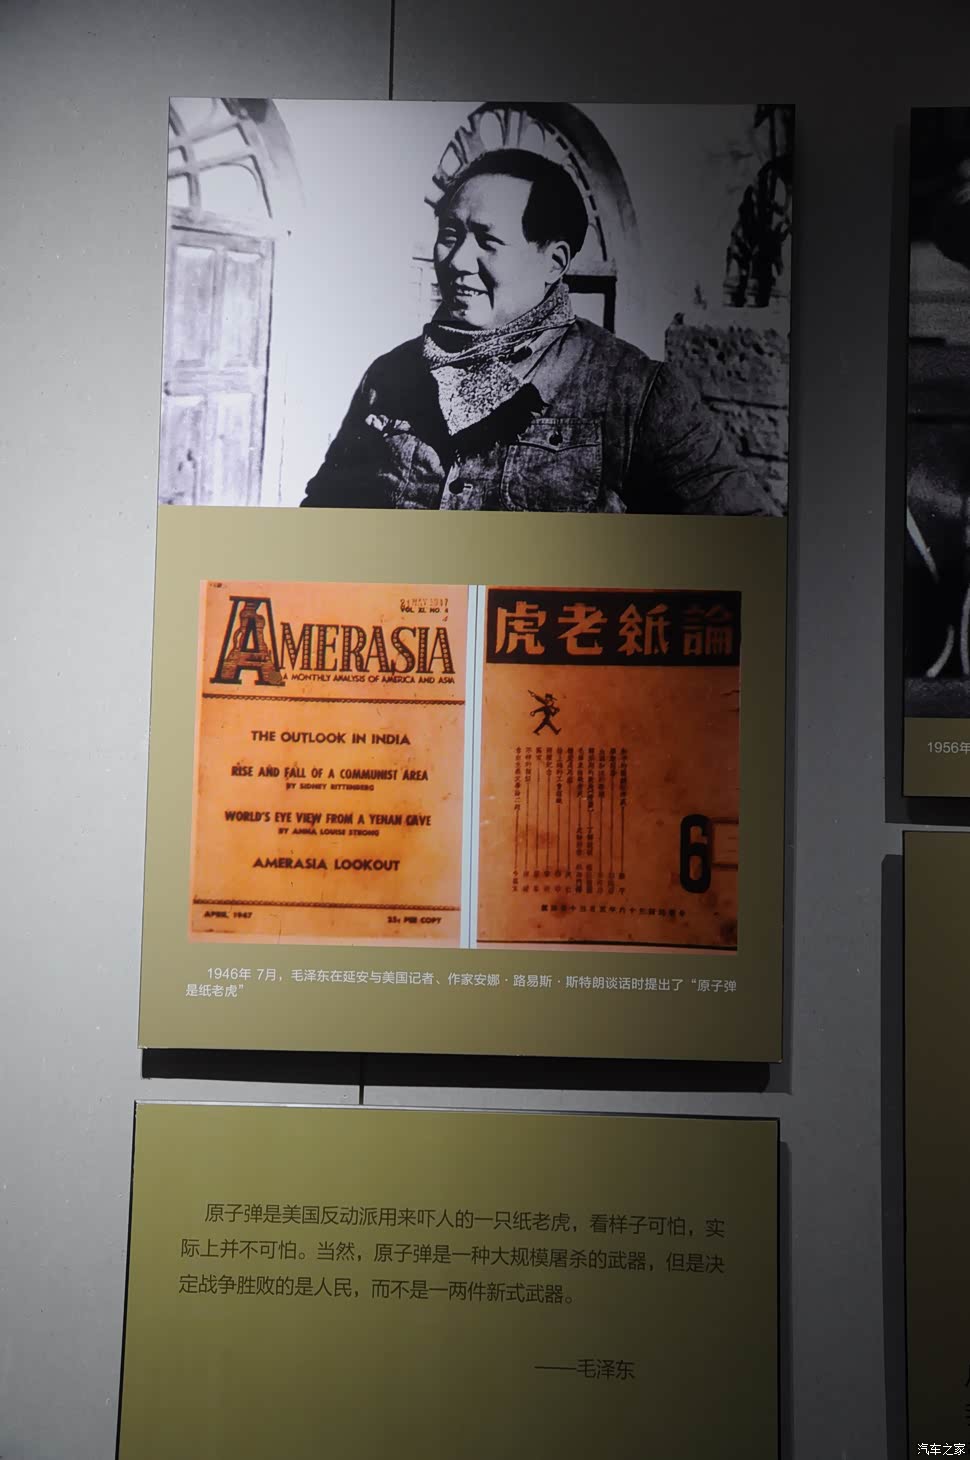 21 MAY 1947
VOL. XI. NO. 4
AMERASIA
A MONTHLY ANALYSIS OF AMERICA AND ASIA
THE OUTLOOK IN INDIA
RISE AND FALL OF A COMMUNIST AREA
BY SIDNEY RITTENBERG
WORLD'S EYE VIEW FROM A YENAN CAVE
BY ANNA LOUISE STRONG
AMERASIA LOOKOUT
APRIL, 1947
25¢ PER COPY
虎老紙論
6
1946年 7月，毛泽东在延安与美国记者、作家安娜·路易斯·斯特朗谈话时提出了“原子弹
是纸老虎”
原子弹是美国反动派用来吓人的一只纸老虎，看样子可怕，实
际上并不可怕。当然，原子弹是一种大规模屠杀的武器，但是决
定战争胜败的是人民，而不是一两件新式武器。
——毛泽东
1956年
汽车之家